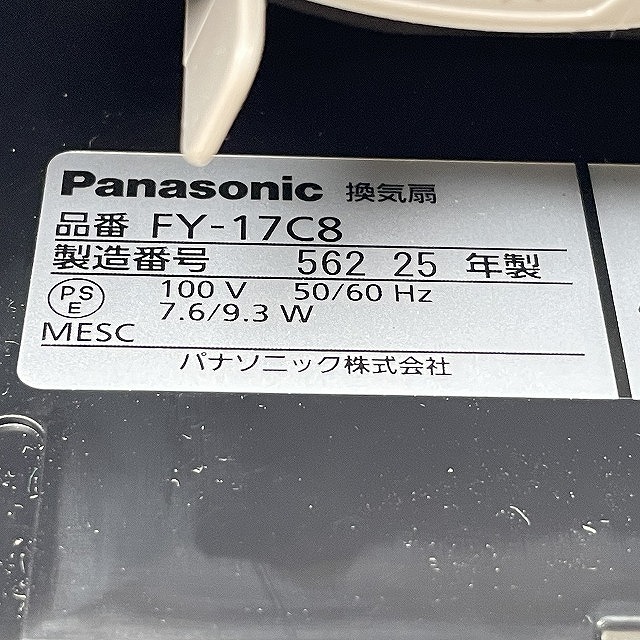 Panasonic 換気扇
品番 FY-17C8
製造番号 562 25 年製
PS E 100 V 50/60 Hz
7.6/9.3 W
MESC
パナソニック株式会社